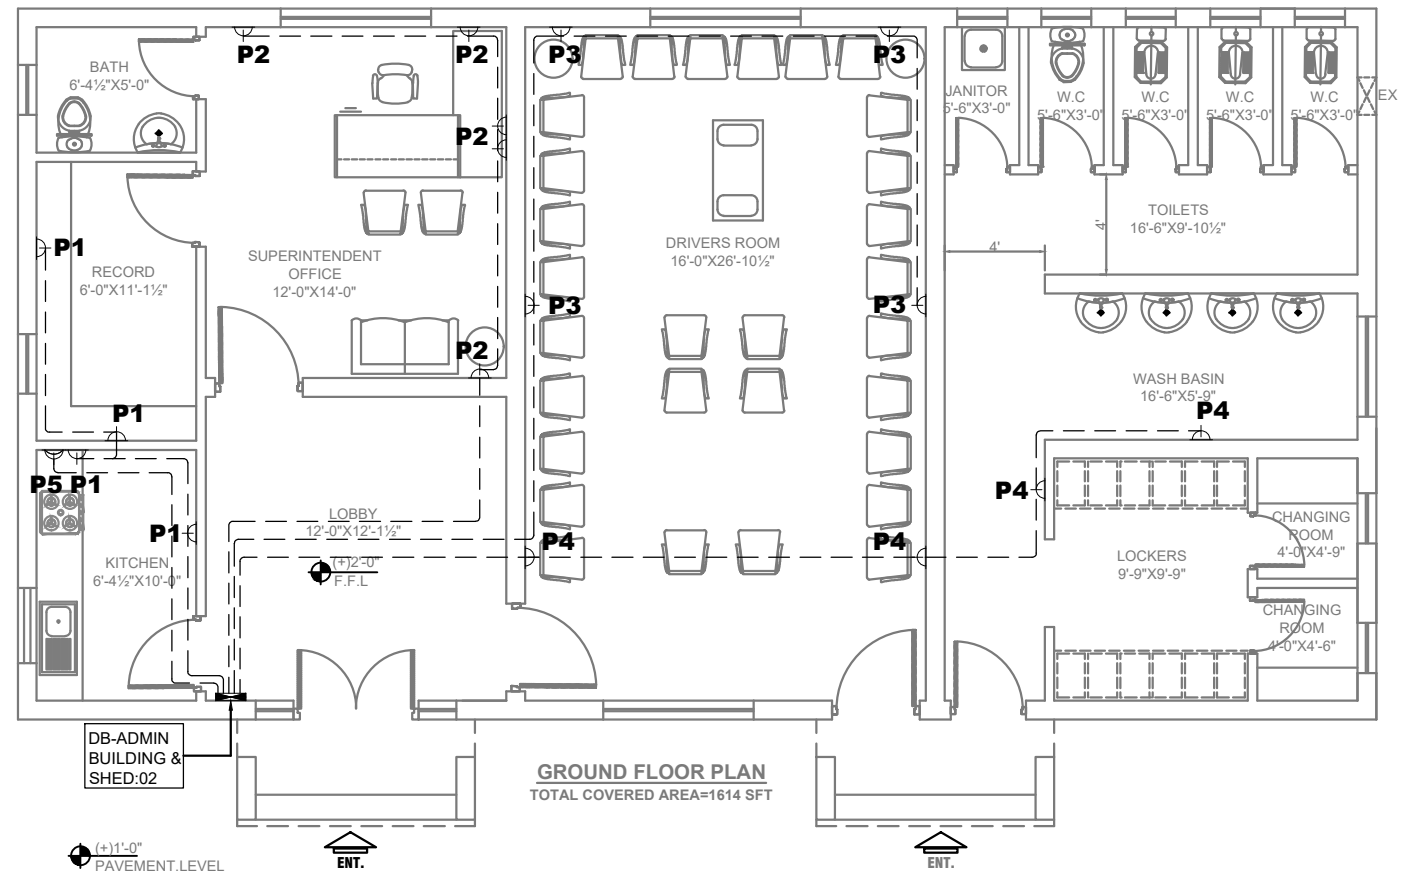 P2
P2
P3
P3
BATH
6'-4½"X5'-0"
EX
JANITOR
5'-6"X3'-0"
W.C
5'-6"X3'-0"
W.C
5'-6"X3'-0"
W.C
5'-6"X3'-0"
W.C
5'-6"X3'-0"
P2
TOILETS
16'-6"X9'-10½"
4'
4'
P1
SUPERINTENDENT
OFFICE
12'-0"X14'-0"
DRIVERS ROOM
16'-0"X26'-10½"
RECORD
6'-0"X11'-1½"
P3
P3
P2
WASH BASIN
16'-6"X5'-9"
P1
P4
P5
P1
P4
LOBBY
12'-0"X12'-1½"
P1
CHANGING
ROOM
4'-0"X4'-9"
P4
P4
KITCHEN
6'-4½"X10'-0"
(+)2'-0"
F.F.L
LOCKERS
9'-9"X9'-9"
CHANGING
ROOM
4'-0"X4'-6"
DB-ADMIN
BUILDING &
SHED:02
GROUND FLOOR PLAN
TOTAL COVERED AREA=1614 SFT
(+)1'-0"
PAVEMENT.LEVEL
ENT.
ENT.